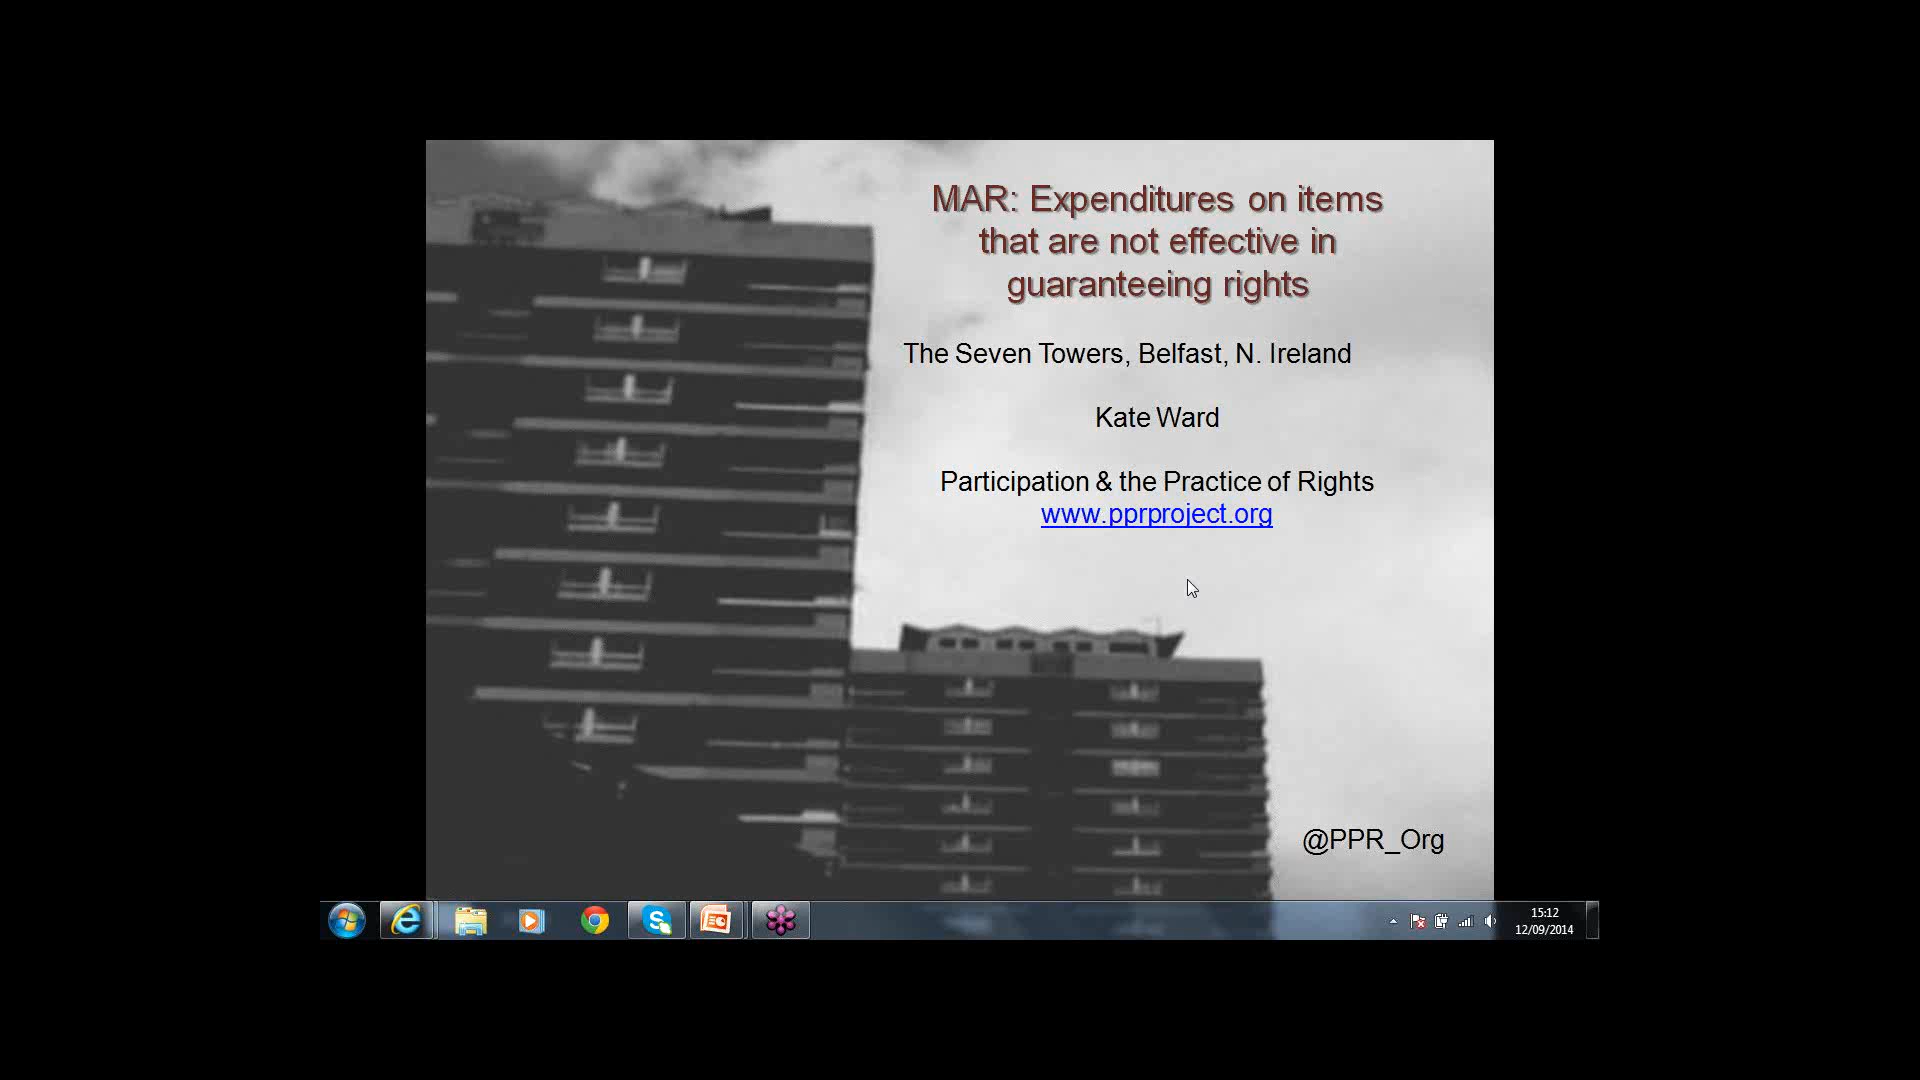 MAR: Expenditures on items
that are not effective in
guaranteeing rights
The Seven Towers, Belfast, N. Ireland
Kate Ward
Participation & the Practice of Rights
www.pprproject.org
@PPR_Org
15:12
12/09/2014